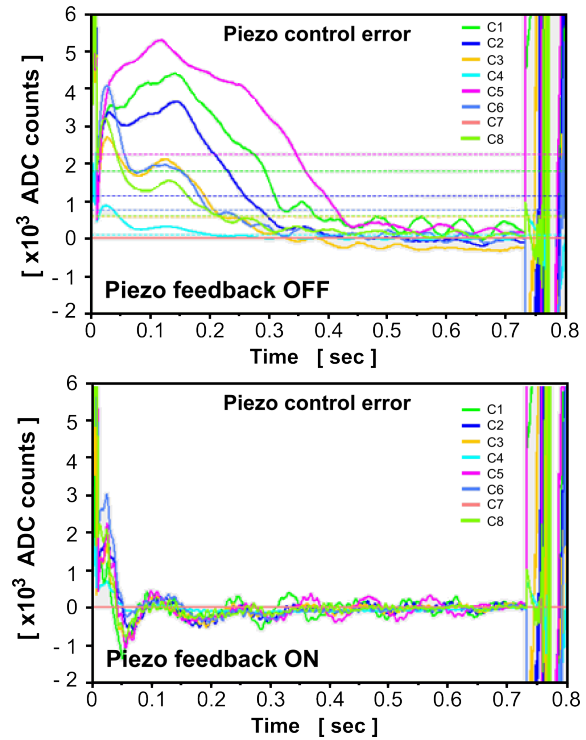 Piezo control error
[ x10³ ADC counts ]
6
5
4
3
2
1
0
- 1
- 2
C1
C2
C3
C4
C5
C6
C7
C8
Piezo feedback OFF
0 0.1 0.2 0.3 0.4 0.5 0.6 0.7 0.8
Time [ sec ]
Piezo control error
[ x10³ ADC counts ]
6
5
4
3
2
1
0
- 1
- 2
C1
C2
C3
C4
C5
C6
C7
C8
Piezo feedback ON
0 0.1 0.2 0.3 0.4 0.5 0.6 0.7 0.8
Time [ sec ]